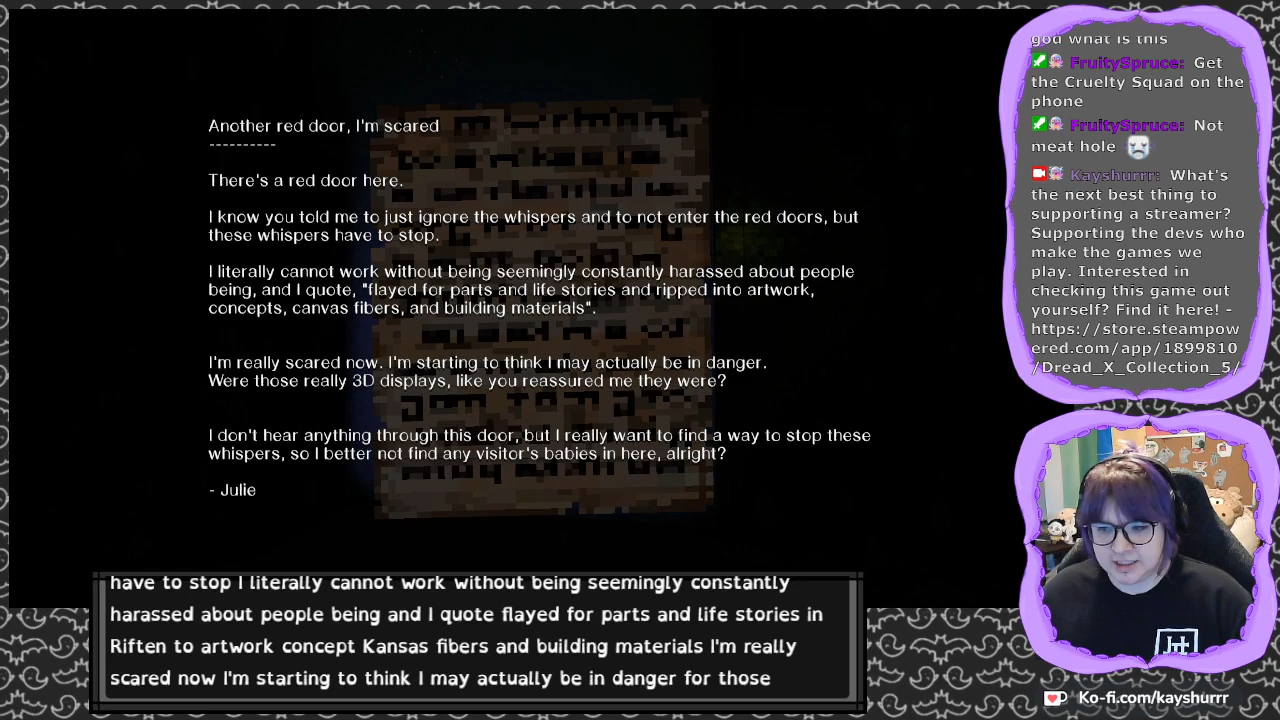 Another red door, I'm scared
----------
There's a red door here.
I know you told me to just ignore the whispers and to not enter the red doors, but
these whispers have to stop.
I literally cannot work without being seemingly constantly harassed about people
being, and I quote, "flayed for parts and life stories and ripped into artwork,
concepts, canvas fibers, and building materials".
I'm really scared now. I'm starting to think I may actually be in danger.
Were those really 3D displays, like you reassured me they were?
I don't hear anything through this door, but I really want to find a way to stop these
whispers, so I better not find any visitor's babies in here, alright?
- Julie
have to stop I literally cannot work without being seemingly constantly
harassed about people being and I quote flayed for parts and life stories in
Riften to artwork concept Kansas fibers and building materials I'm really
scared now I'm starting to think I may actually be in danger for those
god what is this
FruitySpruce: Get
the Cruelty Squad on the
phone
FruitySpruce: Not
meat hole
Kayshurrr: What's
the next best thing to
supporting a streamer?
Supporting the devs who
make the games we
play. Interested in
checking this game out
yourself? Find it here! -
https://store.steampow
ered.com/app/1899810
/Dread_X_Collection_5/
Ko-fi.com/kayshurrr